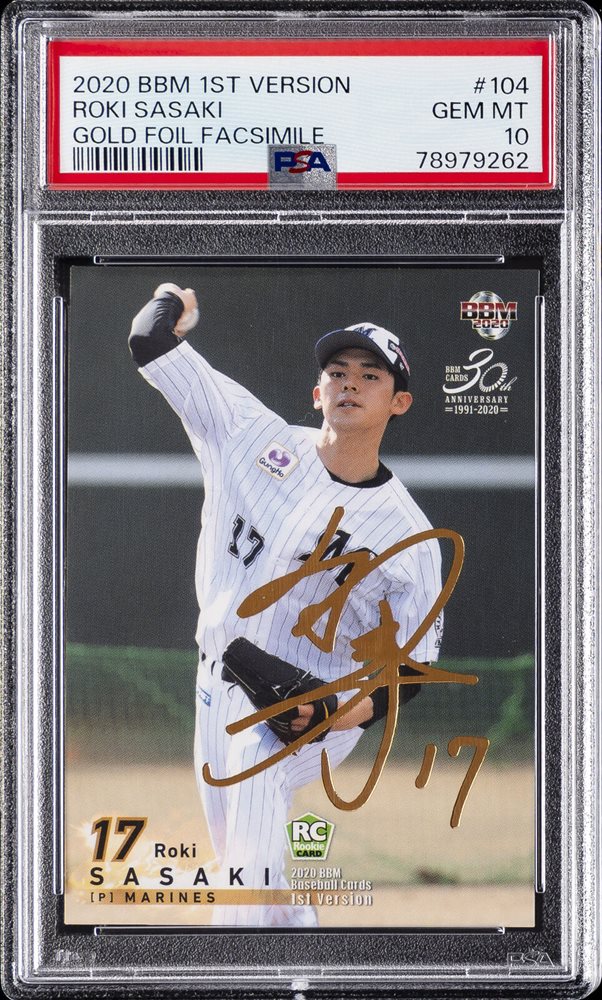 2020 BBM 1ST VERSION #104
ROKI SASAKI GEM MT
GOLD FOIL FACSIMILE 10
PSA 78979262
BBM
2020
BBM
CARDS 30th
ANNIVERSARY
1991-2020
M
GungHo
17 M
17
RC
Rookie
CARD
17 Roki
SASAKI
[P] MARINES
2020 BBM
Baseball Cards
1st Version
PSA